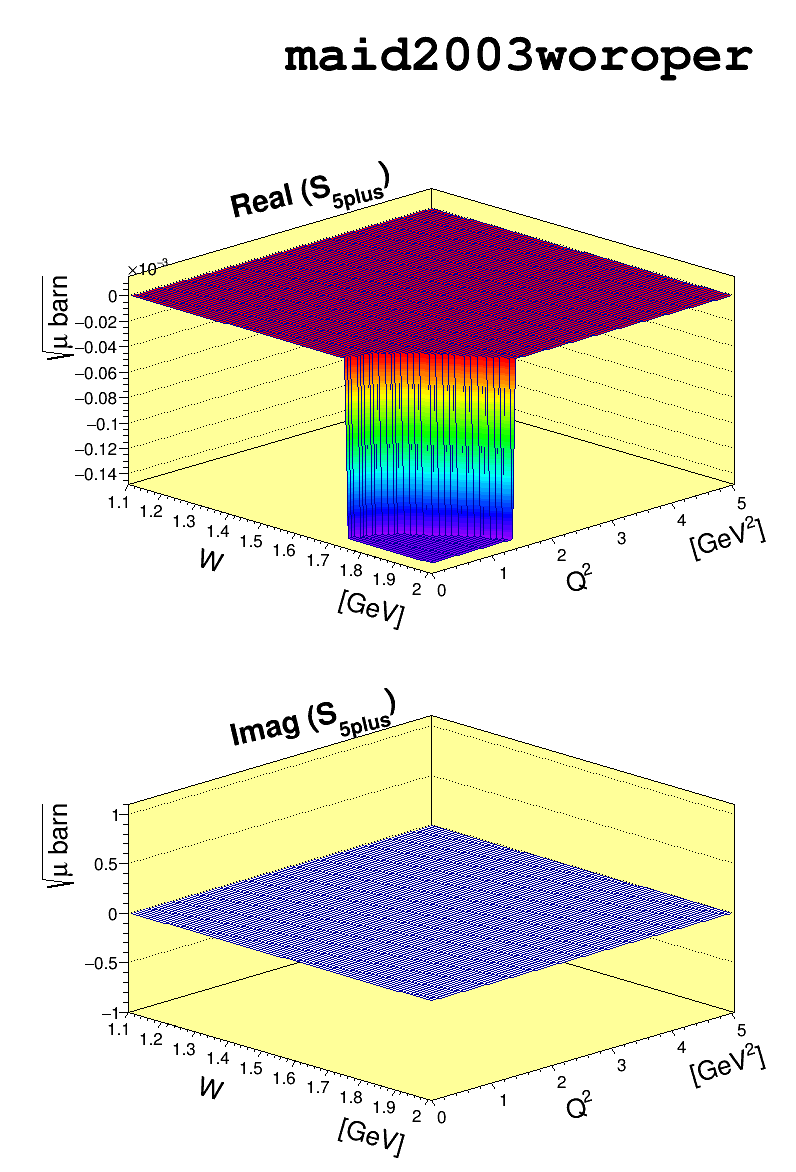 maid2003woroper
Real (S5plus)
×10⁻³
√μ barn
0
−0.02
−0.04
−0.06
−0.08
−0.1
−0.12
−0.14
1.1 1.2 1.3 1.4 1.5 1.6 1.7 1.8 1.9 2
W
[GeV]
0 1 2 3 4 5
Q²
[GeV²]
Imag (S5plus)
√μ barn
1
0.5
0
−0.5
−1
1.1 1.2 1.3 1.4 1.5 1.6 1.7 1.8 1.9 2
W
[GeV]
0 1 2 3 4 5
Q²
[GeV²]